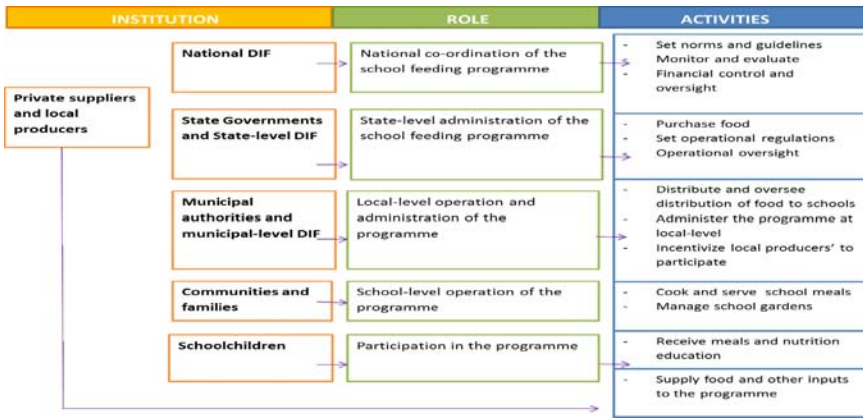 INSTITUTION
ROLE
ACTIVITIES
National DIF
National co-ordination of the
school feeding programme
- Set norms and guidelines
- Monitor and evaluate
- Financial control and
oversight
Private suppliers
and local
producers
State Governments
and State-level DIF
State-level administration of the
school feeding programme
- Purchase food
- Set operational regulations
- Operational oversight
Municipal
authorities and
municipal-level DIF
Local-level operation and
administration of the
programme
- Distribute and oversee
distribution of food to schools
- Administer the programme at
local-level
- Incentivize local producers’ to
participate
Communities and
families
School-level operation of the
programme
- Cook and serve school meals
- Manage school gardens
Schoolchildren
Participation in the programme
- Receive meals and nutrition
education
- Supply food and other inputs
to the programme